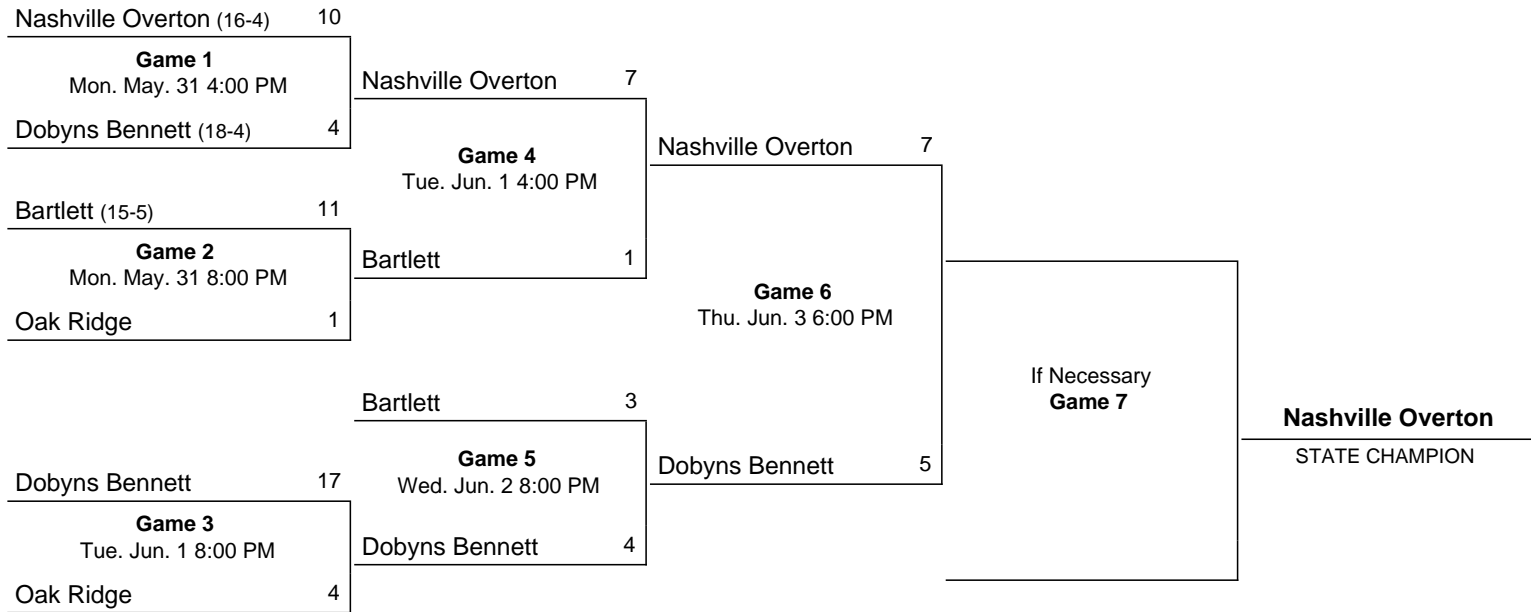 Nashville Overton (16-4) 10
Game 1
Mon. May. 31 4:00 PM
Dobyns Bennett (18-4) 4
Bartlett (15-5) 11
Game 2
Mon. May. 31 8:00 PM
Oak Ridge 1
Dobyns Bennett 17
Game 3
Tue. Jun. 1 8:00 PM
Oak Ridge 4
Nashville Overton 7
Game 4
Tue. Jun. 1 4:00 PM
Bartlett 1
Bartlett 3
Game 5
Wed. Jun. 2 8:00 PM
Dobyns Bennett 4
Nashville Overton 7
Game 6
Thu. Jun. 3 6:00 PM
Dobyns Bennett 5
If Necessary
Game 7
Nashville Overton
STATE CHAMPION